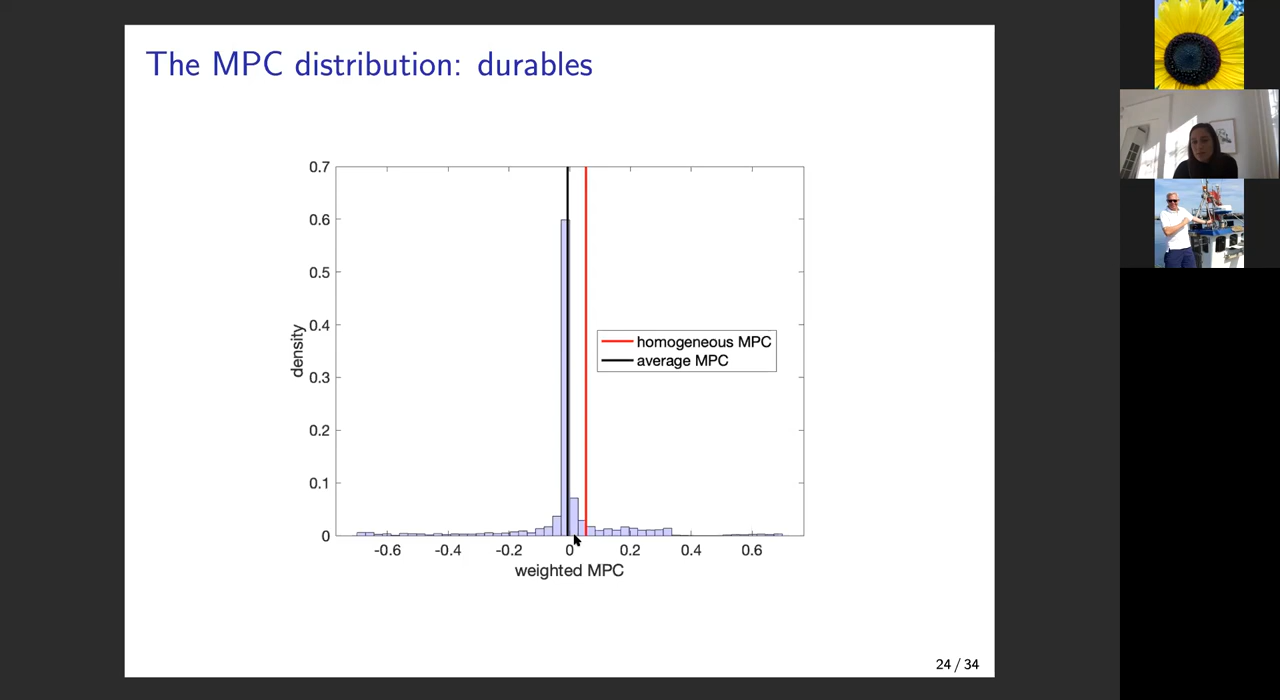 The MPC distribution: durables
0.7
0.6
0.5
0.4
0.3
0.2
0.1
0
density
homogeneous MPC
average MPC
-0.6 -0.4 -0.2 0 0.2 0.4 0.6
weighted MPC
24 / 34